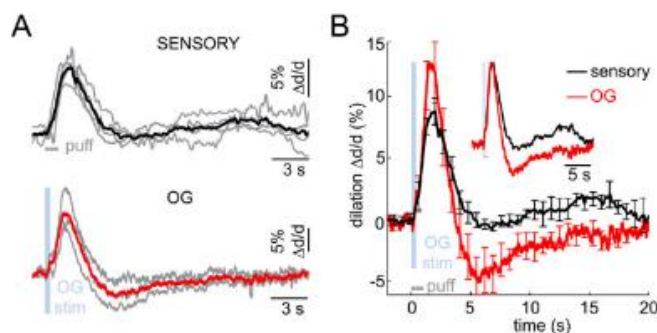 A
SENSORY
5%
Δd/d
puff
3 s
OG
5%
Δd/d
OG
stim
3 s
B
15
10
5
0
-5
dilation Δd/d (%)
sensory
OG
5 s
OG
stim
puff
0
5
10
15
20
time (s)